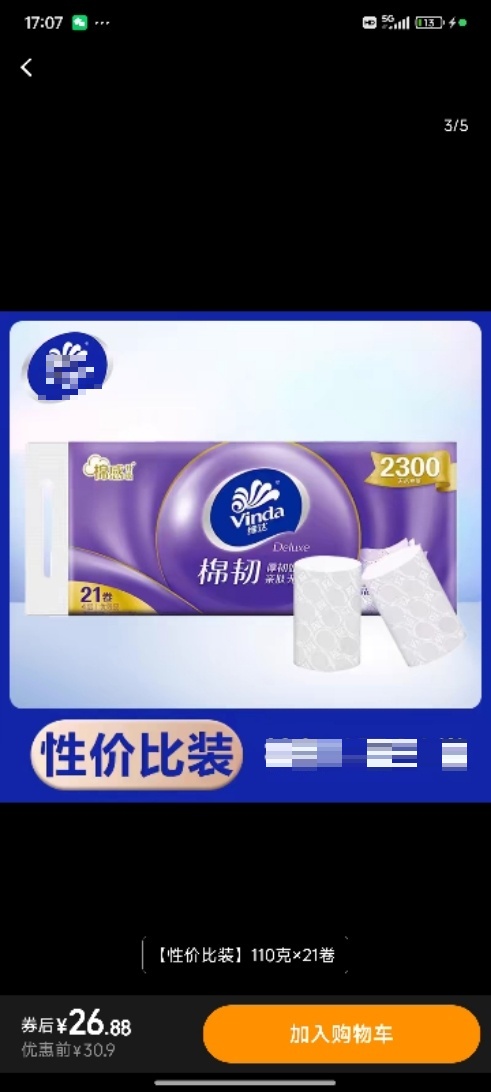 17:07
5G
13
3/5
棉感
2300
Vinda
维达
Deluxe
棉韧
21卷
性价比装
【性价比装】110克×21卷
券后¥26.88
优惠前¥30.9
加入购物车